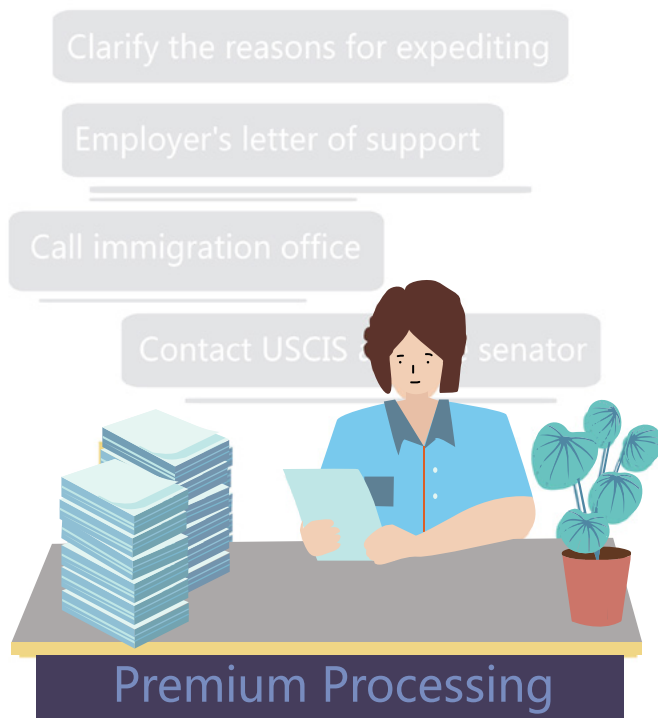 Clarify the reasons for expediting
Employer's letter of support
Call immigration office
Contact USCIS senator
Premium Processing